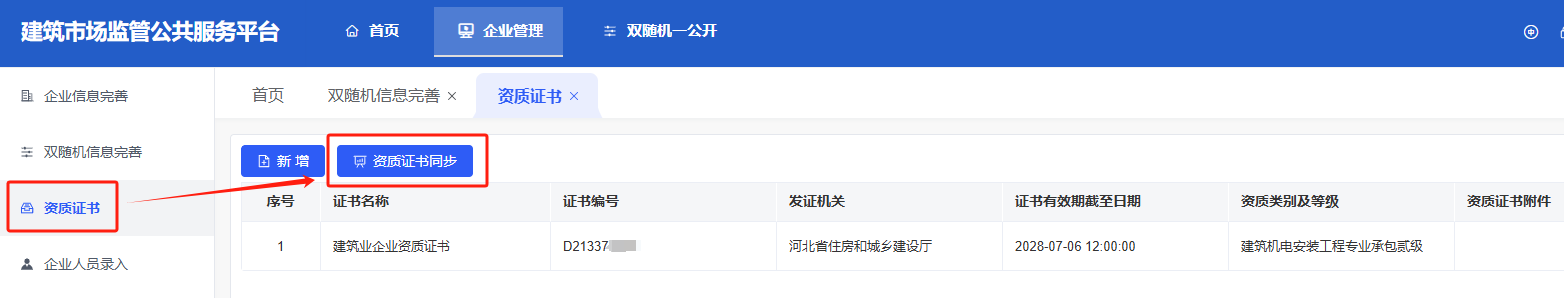 建筑市场监管公共服务平台 首页 企业管理 双随机一公开
企业信息完善
双随机信息完善
资质证书
企业人员录入
首页 双随机信息完善 × 资质证书 ×
新增 资质证书同步
序号 证书名称 证书编号 发证机关 证书有效期截至日期 资质类别及等级 资质证书附件
1 建筑业企业资质证书 D21337 河北省住房和城乡建设厅 2028-07-06 12:00:00 建筑机电安装工程专业承包贰级